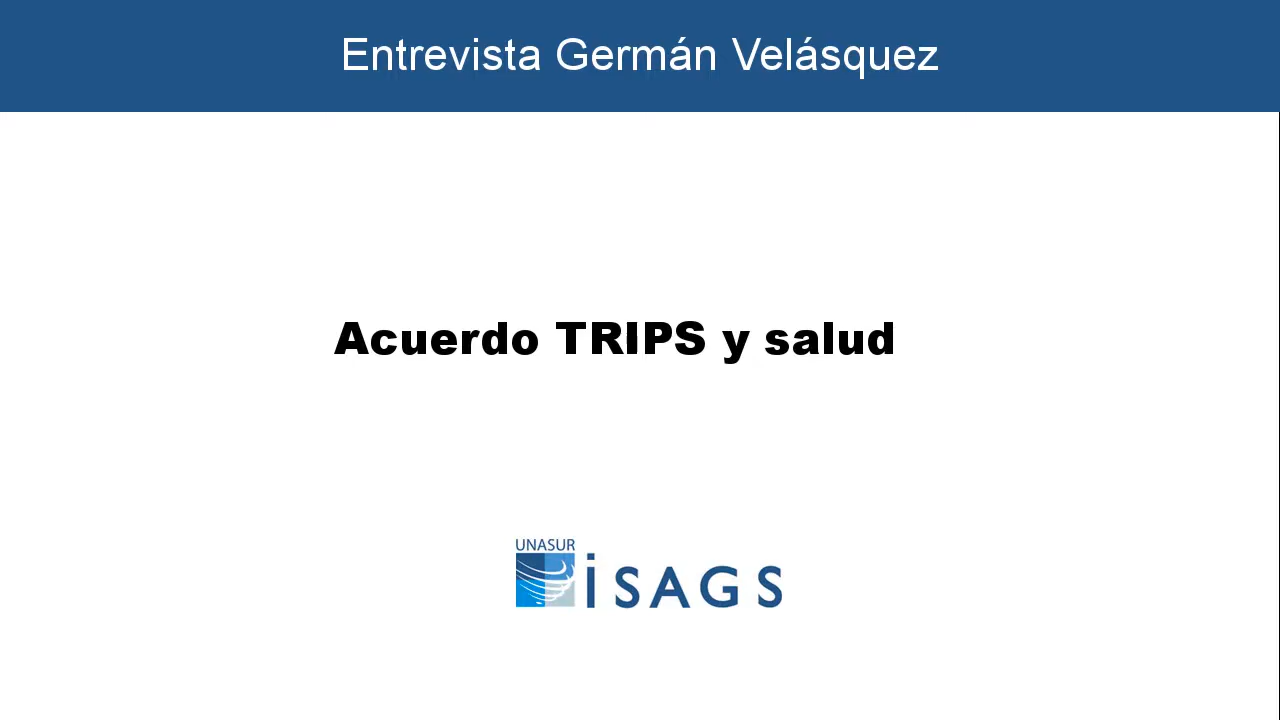 Entrevista Germán Velásquez
Acuerdo TRIPS y salud
UNASUR
iSAGS